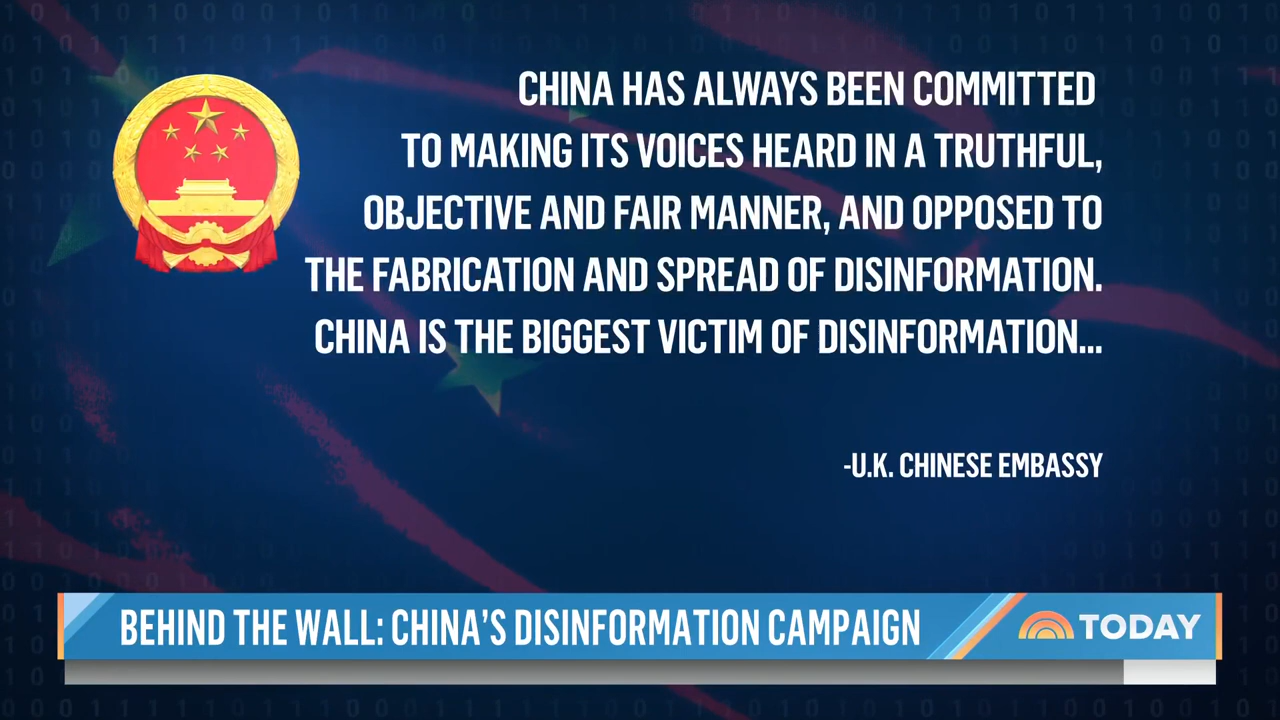 CHINA HAS ALWAYS BEEN COMMITTED
TO MAKING ITS VOICES HEARD IN A TRUTHFUL,
OBJECTIVE AND FAIR MANNER, AND OPPOSED TO
THE FABRICATION AND SPREAD OF DISINFORMATION.
CHINA IS THE BIGGEST VICTIM OF DISINFORMATION...
-U.K. CHINESE EMBASSY
BEHIND THE WALL: CHINA'S DISINFORMATION CAMPAIGN
TODAY